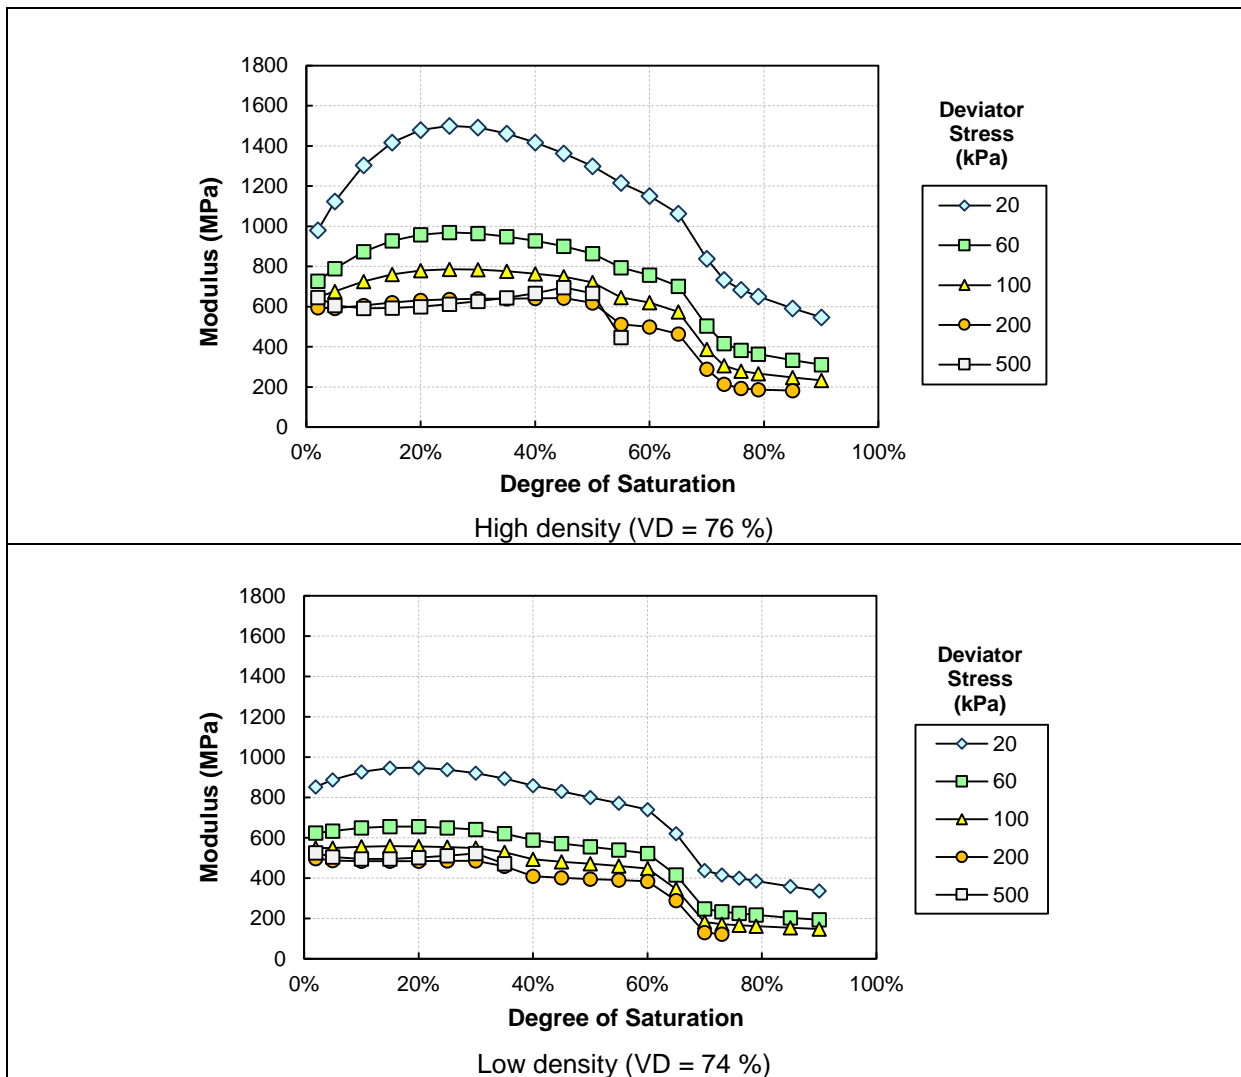 1800
1600
1400
1200
1000
800
600
400
200
0
Modulus (MPa)
0% 20% 40% 60% 80% 100%
Degree of Saturation
Deviator
Stress
(kPa)
20
60
100
200
500
High density (VD = 76 %)
1800
1600
1400
1200
1000
800
600
400
200
0
Modulus (MPa)
0% 20% 40% 60% 80% 100%
Degree of Saturation
Deviator
Stress
(kPa)
20
60
100
200
500
Low density (VD = 74 %)